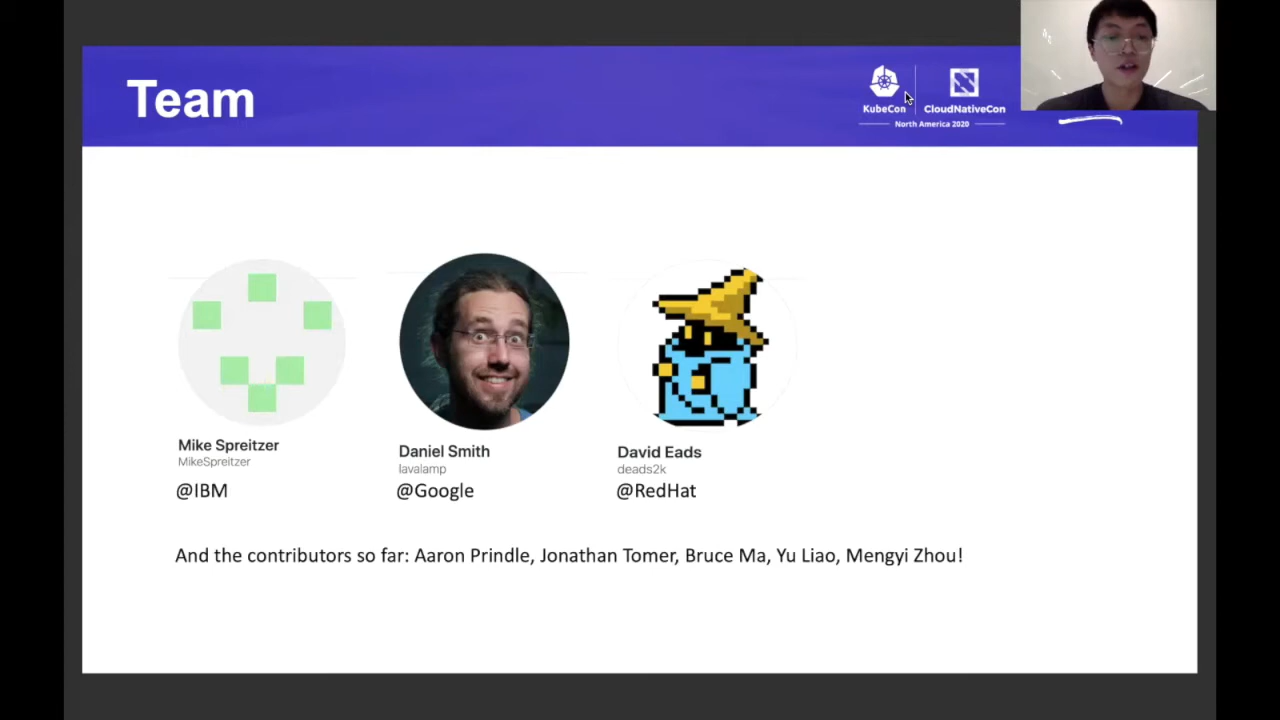 Team
KubeCon
CloudNativeCon
North America 2020
Mike Spreitzer
MikeSpreitzer
@IBM
Daniel Smith
lavalamp
@Google
David Eads
deads2k
@RedHat
And the contributors so far: Aaron Prindle, Jonathan Tomer, Bruce Ma, Yu Liao, Mengyi Zhou!